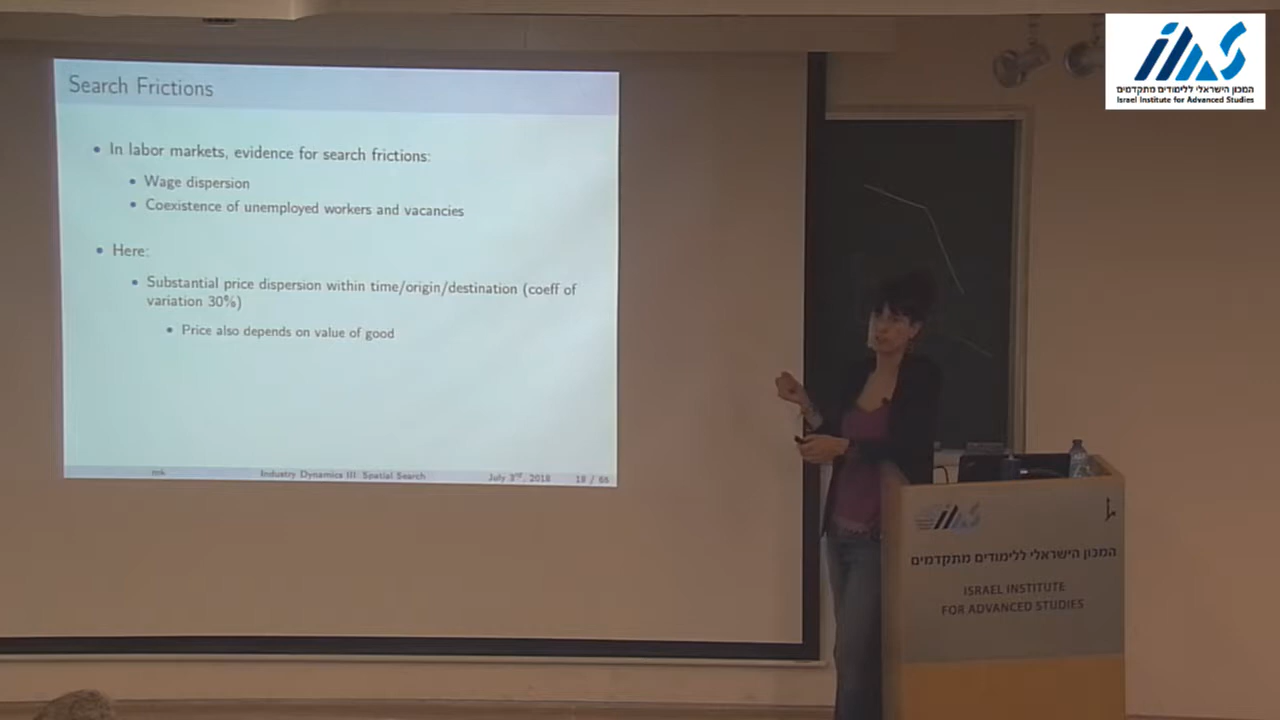 Search Frictions
• In labor markets, evidence for search frictions:
• Wage dispersion
• Coexistence of unemployed workers and vacancies
• Here:
• Substantial price dispersion within time/origin/destination (coeff of
variation 30%)
• Price also depends on value of good
Industry Dynamics III: Spatial Search
July 3rd, 2018
18 / 66
המכון הישראלי ללימודים מתקדמים
Israel Institute for Advanced Studies
המכון הישראלי ללימודים מתקדמים
ISRAEL INSTITUTE
FOR ADVANCED STUDIES